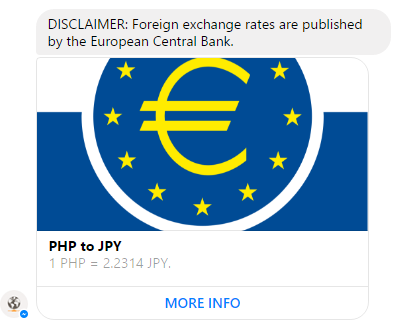 DISCLAIMER: Foreign exchange rates are published
by the European Central Bank.
PHP to JPY
1 PHP = 2.2314 JPY.
MORE INFO